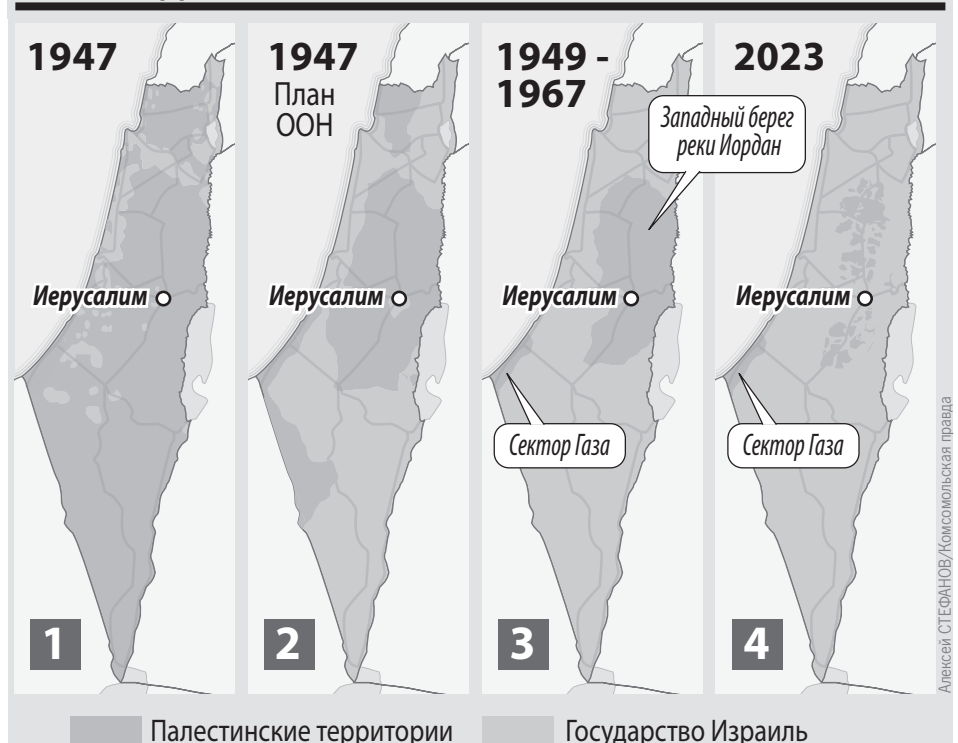 1947
Иерусалим
1
1947
План
ООН
Иерусалим
2
1949 -
1967
Западный берег
реки Иордан
Иерусалим
Сектор Газа
3
2023
Иерусалим
Сектор Газа
4
Палестинские территории
Государство Израиль
Алексей СТЕФАНОВ/Комсомольская правда